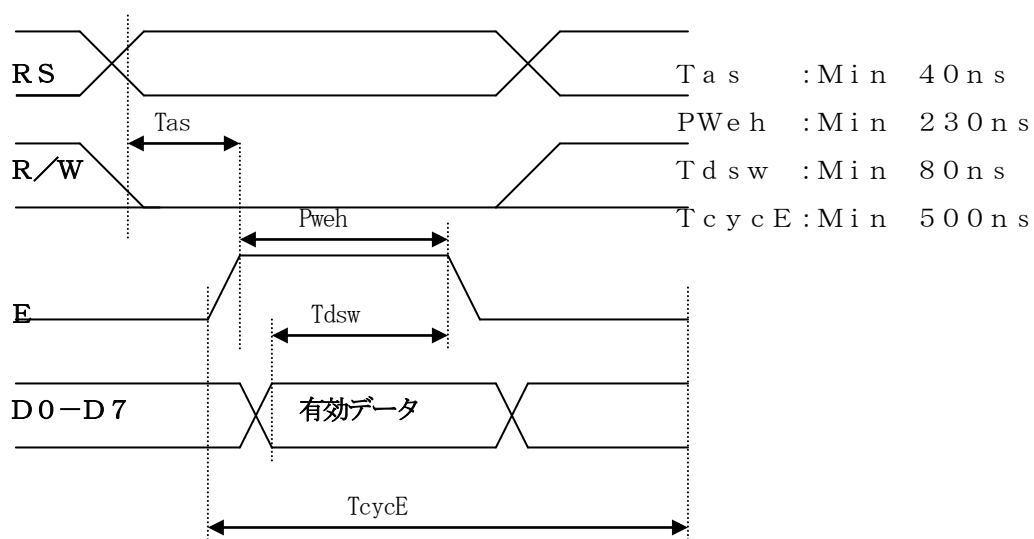 RS
Tas :Min 40ns
Tas
PWeh :Min 230ns
R/W
Tdsw :Min 80ns
Pweh
TcycE:Min 500ns
E
Tdsw
D0-D7
有効データ
TcycE